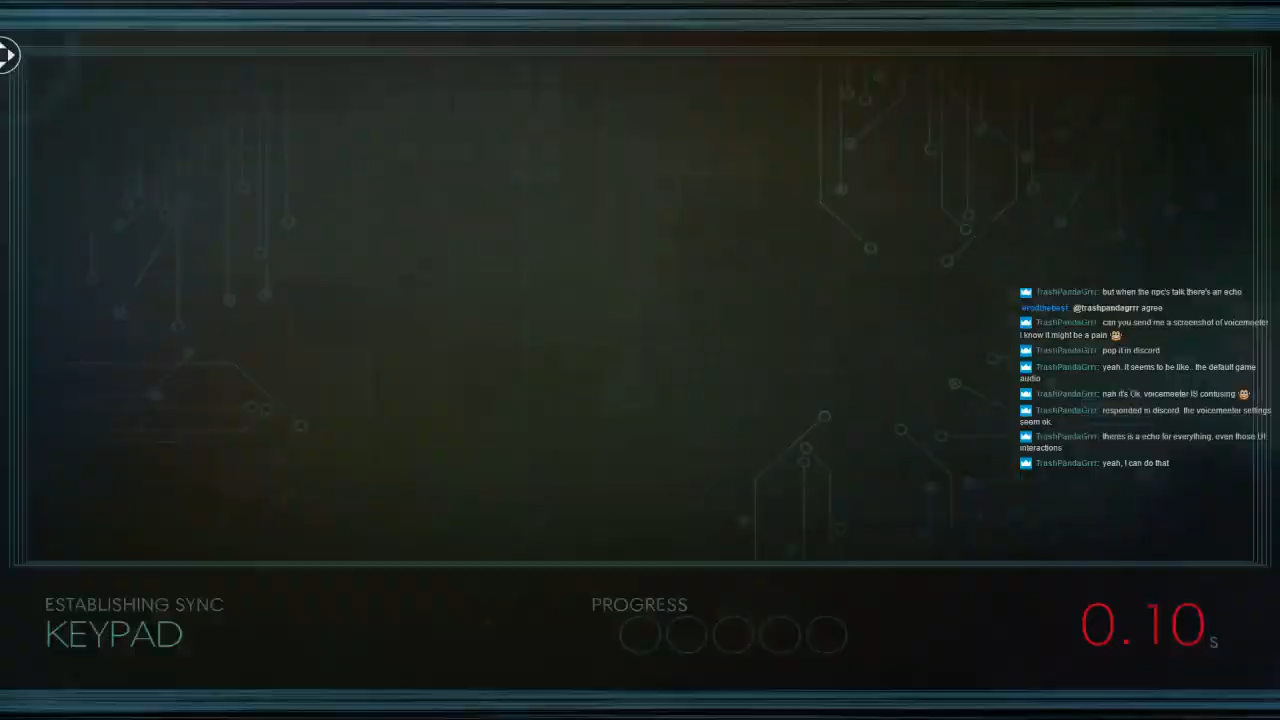 TrashPandaGrrr: but when the npc's talk there's an echo
erodthebest: @trashpandagrrr agree
TrashPandaGrrr: can you send me a screenshot of voicemeeter
I know it might be a pain
TrashPandaGrrr: pop it in discord
TrashPandaGrrr: yeah, it seems to be like.. the default game
audio
TrashPandaGrrr: nah it's Ok, voicemeeter IS confusing
TrashPandaGrrr: responded in discord the voicemeeter settings
seem ok.
TrashPandaGrrr: theres is a echo for everything, even those UI
interactions
TrashPandaGrrr: yeah, I can do that
ESTABLISHING SYNC
KEYPAD
PROGRESS
0.10 s